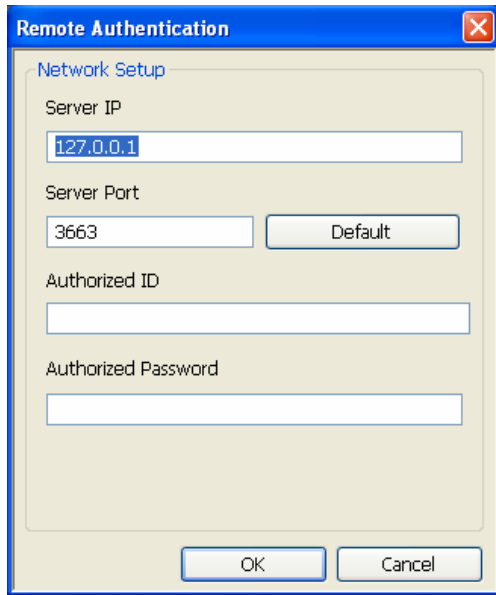 Remote Authentication
Network Setup
Server IP
127.0.0.1
Server Port
3663 Default
Authorized ID
Authorized Password
OK Cancel